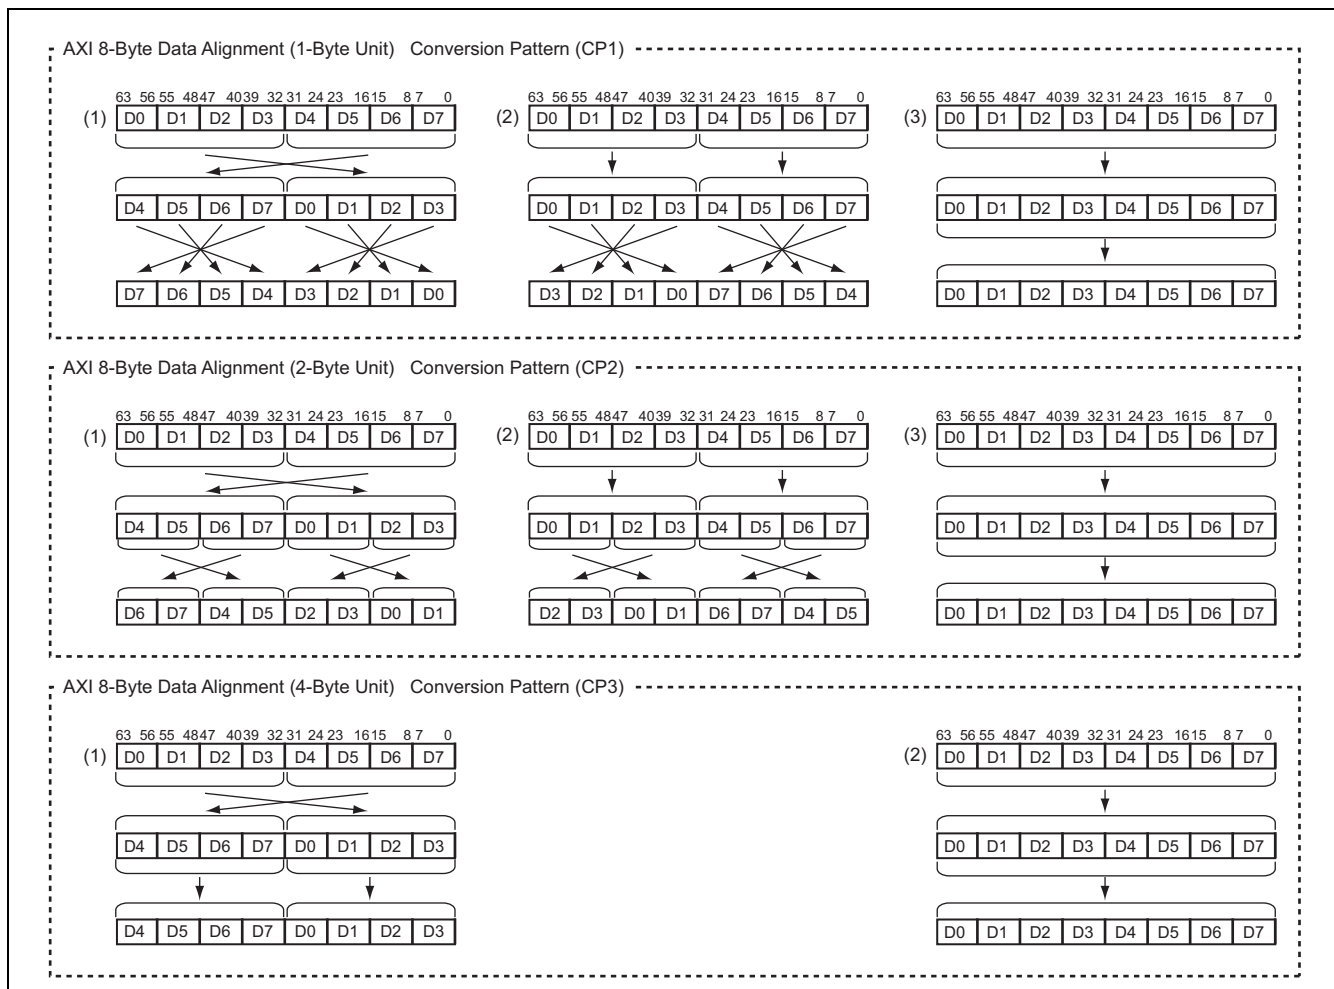 AXI 8-Byte Data Alignment (1-Byte Unit) Conversion Pattern (CP1)
63 56 55 48 47 40 39 32 31 24 23 16 15 8 7 0 63 56 55 48 47 40 39 32 31 24 23 16 15 8 7 0 63 56 55 48 47 40 39 32 31 24 23 16 15 8 7 0
(1) D0 D1 D2 D3 D4 D5 D6 D7 (2) D0 D1 D2 D3 D4 D5 D6 D7 (3) D0 D1 D2 D3 D4 D5 D6 D7
D4 D5 D6 D7 D0 D1 D2 D3 D0 D1 D2 D3 D4 D5 D6 D7 D0 D1 D2 D3 D4 D5 D6 D7
D7 D6 D5 D4 D3 D2 D1 D0 D3 D2 D1 D0 D7 D6 D5 D4 D0 D1 D2 D3 D4 D5 D6 D7
AXI 8-Byte Data Alignment (2-Byte Unit) Conversion Pattern (CP2)
63 56 55 48 47 40 39 32 31 24 23 16 15 8 7 0 63 56 55 48 47 40 39 32 31 24 23 16 15 8 7 0 63 56 55 48 47 40 39 32 31 24 23 16 15 8 7 0
(1) D0 D1 D2 D3 D4 D5 D6 D7 (2) D0 D1 D2 D3 D4 D5 D6 D7 (3) D0 D1 D2 D3 D4 D5 D6 D7
D4 D5 D6 D7 D0 D1 D2 D3 D0 D1 D2 D3 D4 D5 D6 D7 D0 D1 D2 D3 D4 D5 D6 D7
D6 D7 D4 D5 D2 D3 D0 D1 D2 D3 D0 D1 D6 D7 D4 D5 D0 D1 D2 D3 D4 D5 D6 D7
AXI 8-Byte Data Alignment (4-Byte Unit) Conversion Pattern (CP3)
63 56 55 48 47 40 39 32 31 24 23 16 15 8 7 0 63 56 55 48 47 40 39 32 31 24 23 16 15 8 7 0
(1) D0 D1 D2 D3 D4 D5 D6 D7 (2) D0 D1 D2 D3 D4 D5 D6 D7
D4 D5 D6 D7 D0 D1 D2 D3 D0 D1 D2 D3 D4 D5 D6 D7
D4 D5 D6 D7 D0 D1 D2 D3 D0 D1 D2 D3 D4 D5 D6 D7